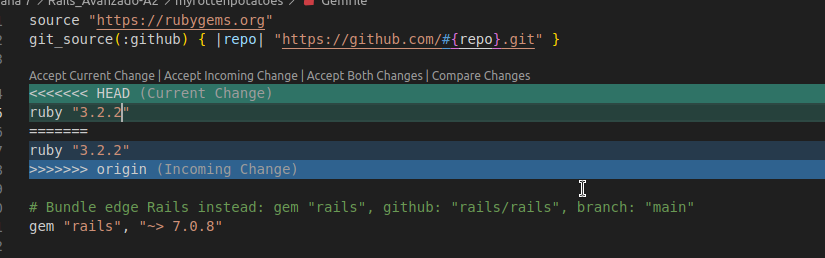 ana 7 > Rails_Avanzado-A2 > myrottenpotatoes > Gemfile
source "https://rubygems.org"
git_source(:github) { |repo| "https://github.com/#{repo}.git" }
Accept Current Change | Accept Incoming Change | Accept Both Changes | Compare Changes
<<<<<<< HEAD (Current Change)
ruby "3.2.2"
=======
ruby "3.2.2"
>>>>>>> origin (Incoming Change)
# Bundle edge Rails instead: gem "rails", github: "rails/rails", branch: "main"
gem "rails", "~> 7.0.8"